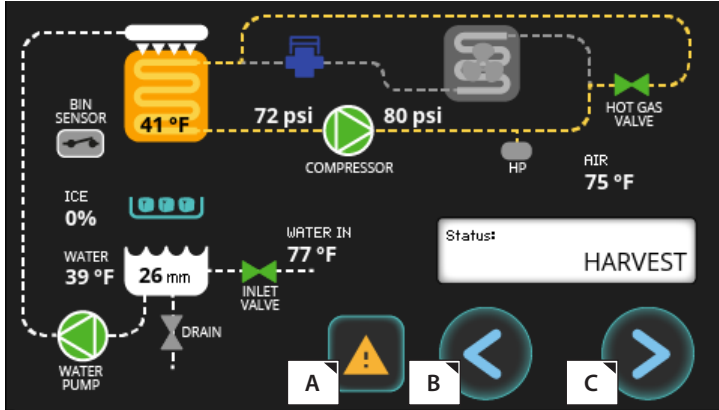 BIN
SENSOR
41 °F
72 psi
80 psi
COMPRESSOR
HOT GAS
VALVE
HP
AIR
75 °F
ICE
0%
WATER
39 °F
26 mm
WATER IN
77 °F
INLET
VALVE
DRAIN
WATER
PUMP
Status:
HARVEST
A
B
C